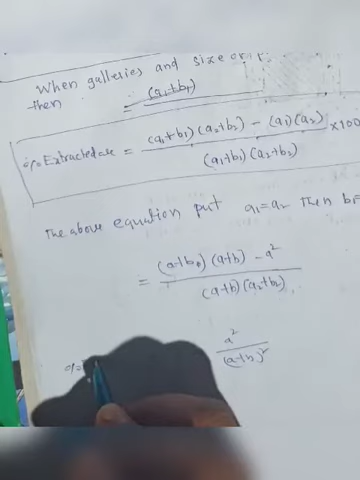 When galleries and size of
then = (a1+b1)
% Extracted = (a1+b1)(a2+b2) - (a1)(a2) / (a1+b1)(a2+b2) ×100
The above equation put a1=a2 Then
= (a+b)(a+b) - a² / (a+b)(a2+b2)
a² / (a+b)²